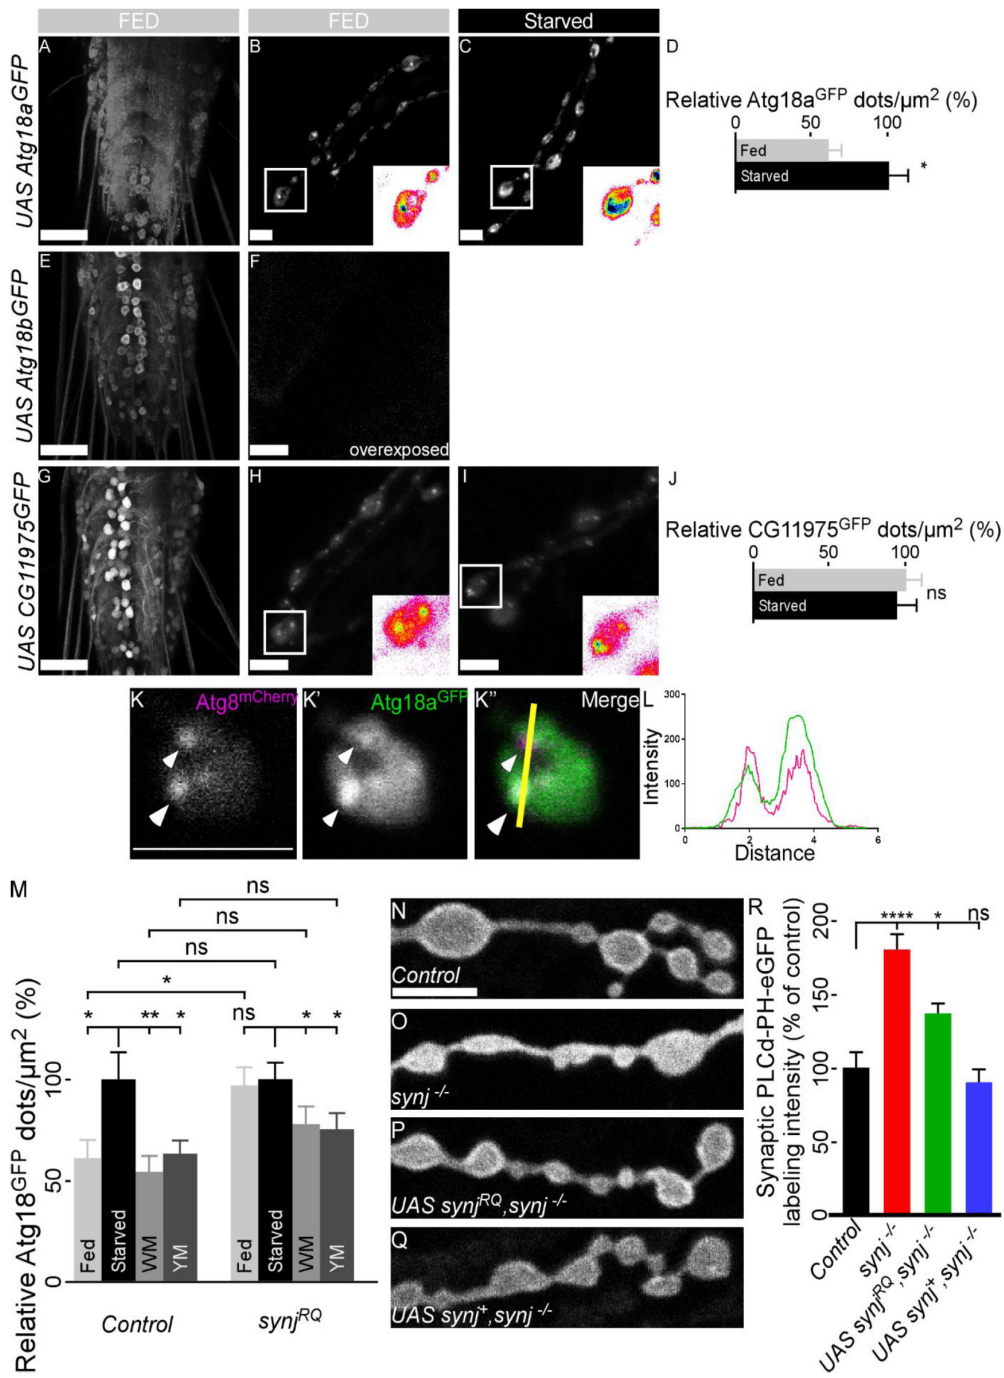 FED
FED
Starved
UAS Atg18aGFP
A
B
C
D
Relative Atg18aGFP dots/µm2 (%)
0 50 100
Fed
Starved
*
UAS Atg18bGFP
E
F
overexposed
UAS CG11975GFP
G
H
I
J
Relative CG11975GFP dots/µm2 (%)
0 50 100
Fed
Starved
ns
K
Atg8mCherry
K'
Atg18aGFP
K"
Merge
L
Intensity
300
200
100
0
0 2 4 6
Distance
M
ns
ns
ns
*
* ** * ns * *
Relative Atg18GFP dots/µm2 (%)
100
50
0
Fed Starved WM YM
Fed Starved WM YM
Control
synjRQ
N
Control
O
synj -/-
P
UAS synjRQ,synj -/-
Q
UAS synj+,synj -/-
R
Synaptic PLCd-PH-eGFP
labeling intensity (% of control)
200
150
100
50
0
**** * ns
Control
synj -/-
UAS synjRQ,synj -/-
UAS synj+,synj -/-